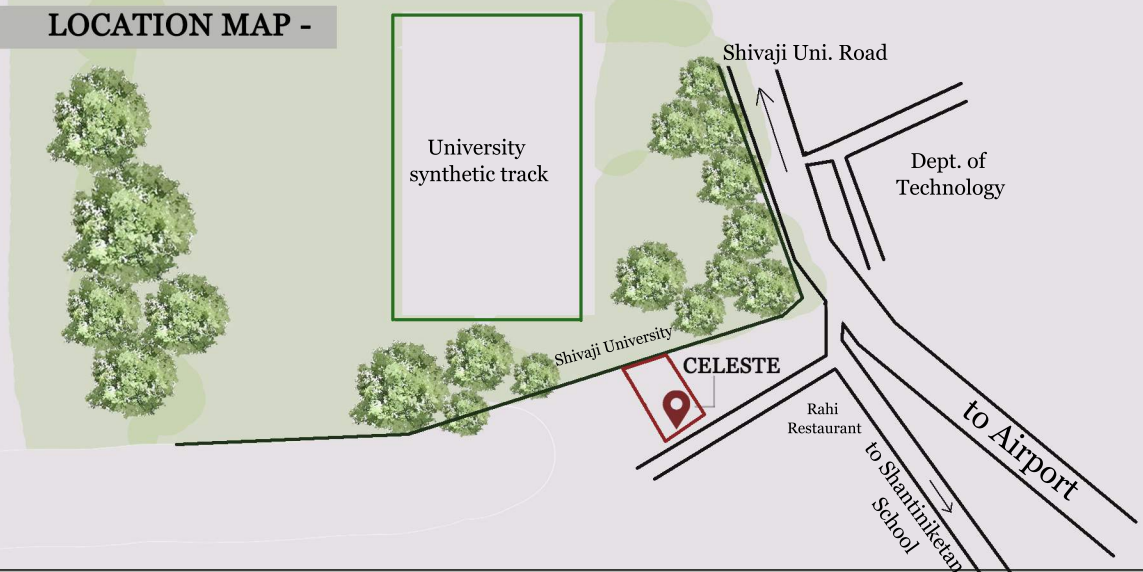 LOCATION MAP -
Shivaji Uni. Road
University
synthetic track
Dept. of
Technology
Shivaji University
CELESTE
Rahi
Restaurant
to Airport
to Shantiniketan
School